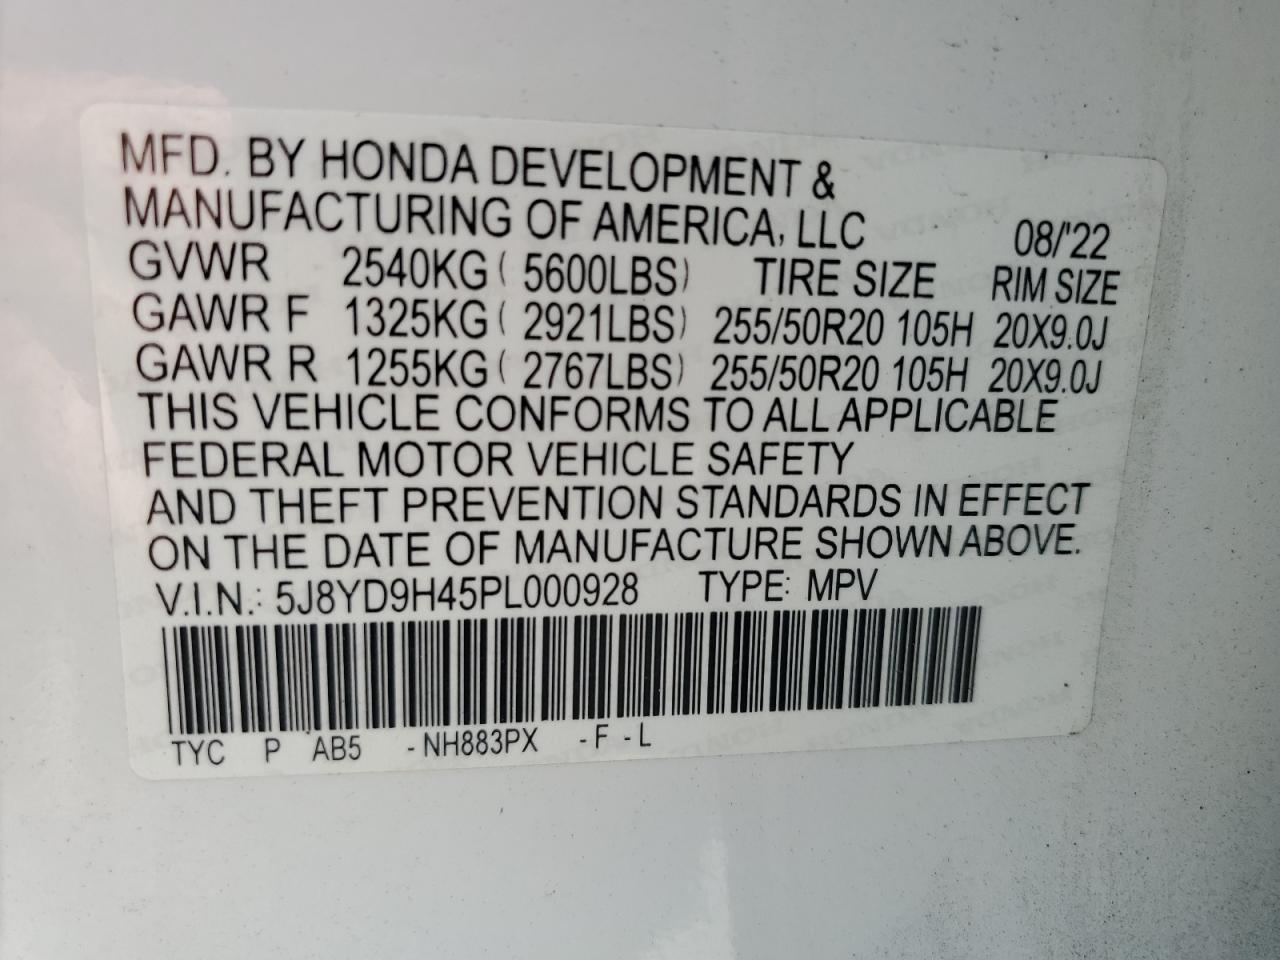 MFD. BY HONDA DEVELOPMENT &
MANUFACTURING OF AMERICA, LLC 08/'22
GVWR 2540KG ( 5600LBS) TIRE SIZE RIM SIZE
GAWR F 1325KG ( 2921LBS) 255/50R20 105H 20X9.0J
GAWR R 1255KG ( 2767LBS) 255/50R20 105H 20X9.0J
THIS VEHICLE CONFORMS TO ALL APPLICABLE
FEDERAL MOTOR VEHICLE SAFETY
AND THEFT PREVENTION STANDARDS IN EFFECT
ON THE DATE OF MANUFACTURE SHOWN ABOVE.
V.I.N.: 5J8YD9H45PL000928 TYPE: MPV
TYC P AB5 -NH883PX -F -L